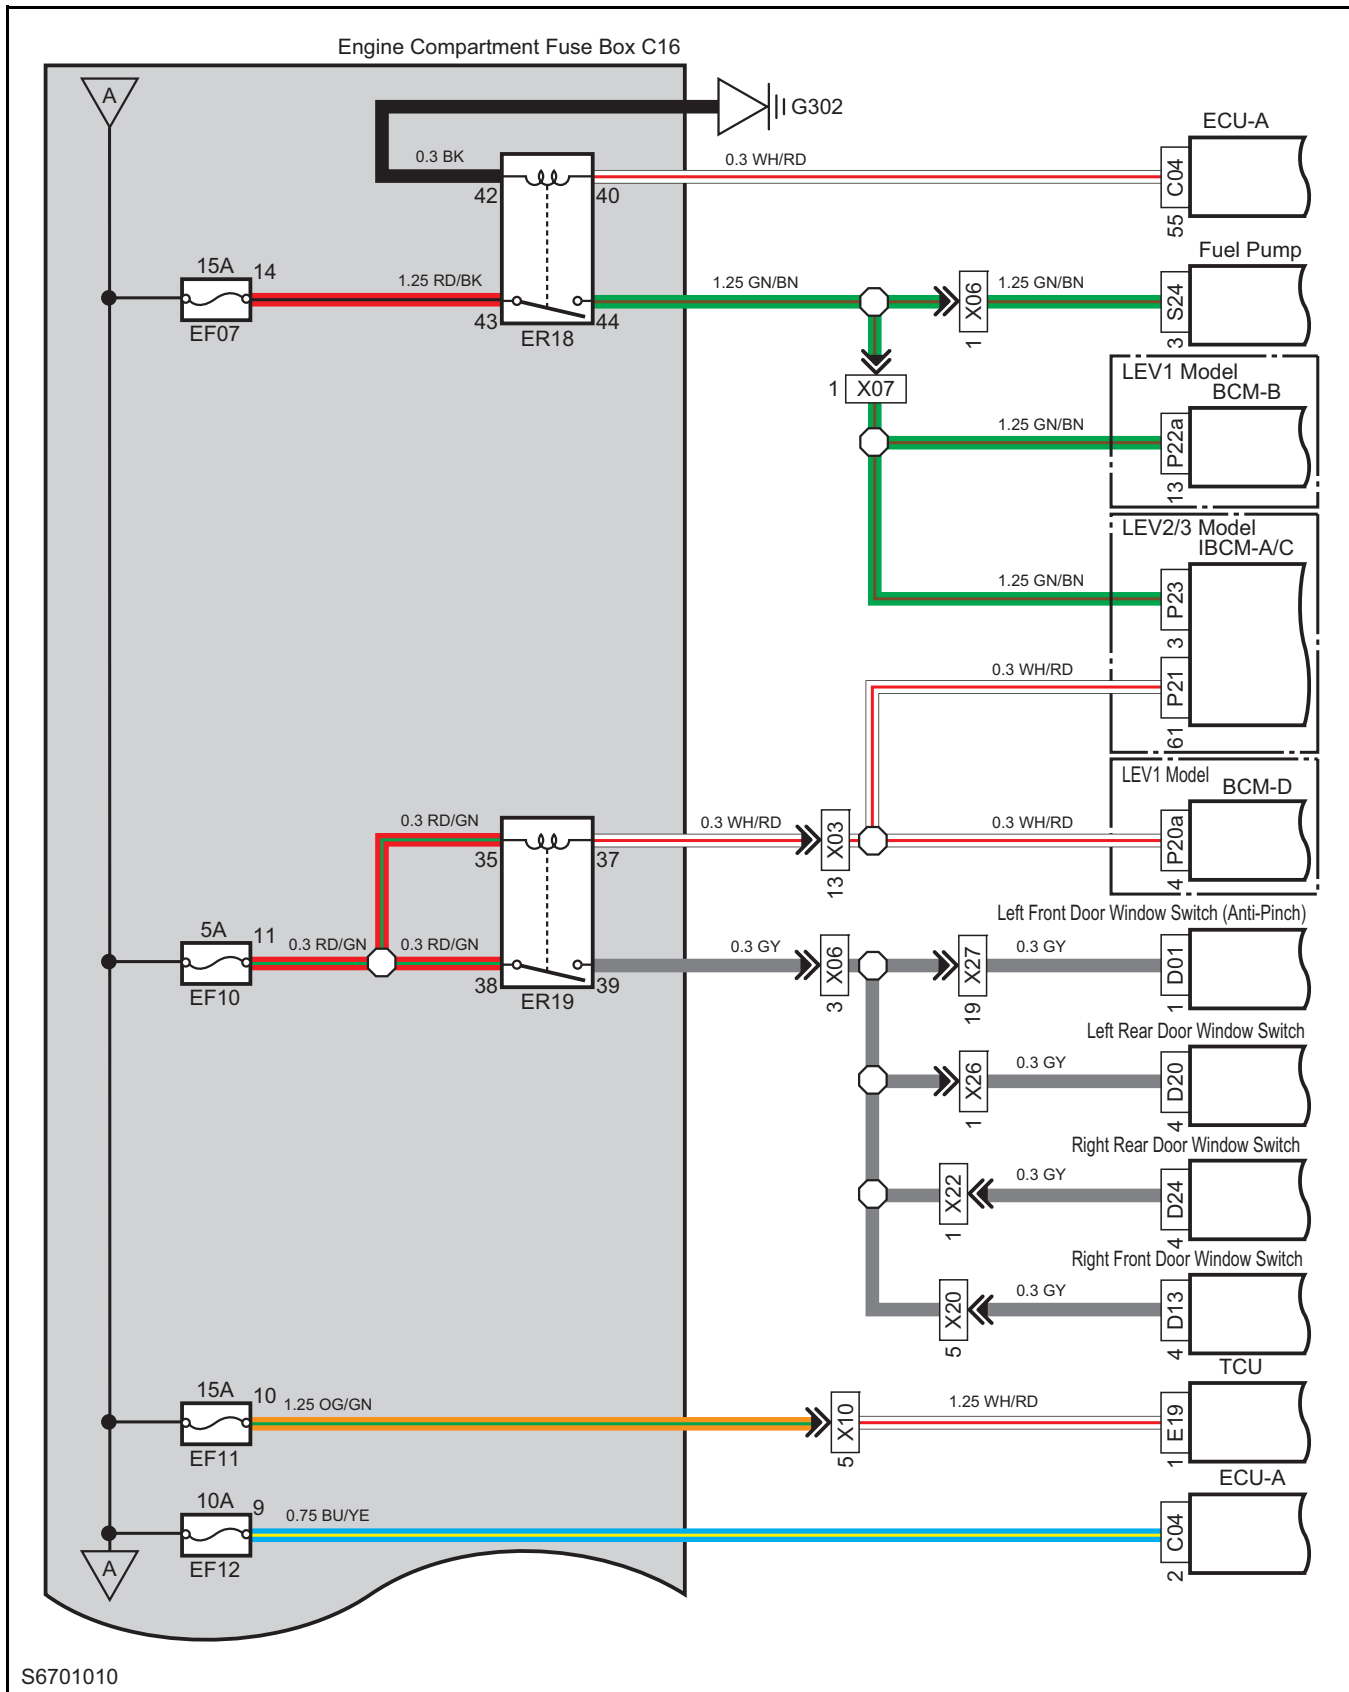 Engine Compartment Fuse Box C16
A
G302
ECU-A
0.3 BK
0.3 WH/RD
C04
42
40
55
Fuel Pump
15A
14
1.25 RD/BK
1.25 GN/BN
X06
1.25 GN/BN
S24
EF07
43
44
ER18
1
3
LEV1 Model
BCM-B
1
X07
1.25 GN/BN
P22a
13
LEV2/3 Model
IBCM-A/C
1.25 GN/BN
P23
3
0.3 WH/RD
P21
61
LEV1 Model
BCM-D
0.3 RD/GN
0.3 WH/RD
X03
0.3 WH/RD
P20a
35
37
13
4
Left Front Door Window Switch (Anti-Pinch)
5A
11
0.3 RD/GN
0.3 RD/GN
0.3 GY
X06
X27
0.3 GY
D01
EF10
38
39
ER19
3
19
1
Left Rear Door Window Switch
X26
0.3 GY
D20
1
4
Right Rear Door Window Switch
X22
0.3 GY
D24
1
4
Right Front Door Window Switch
X20
0.3 GY
D13
5
4
TCU
15A
10
1.25 OG/GN
X10
1.25 WH/RD
E19
EF11
5
1
ECU-A
10A
9
0.75 BU/YE
C04
A
EF12
2
S6701010